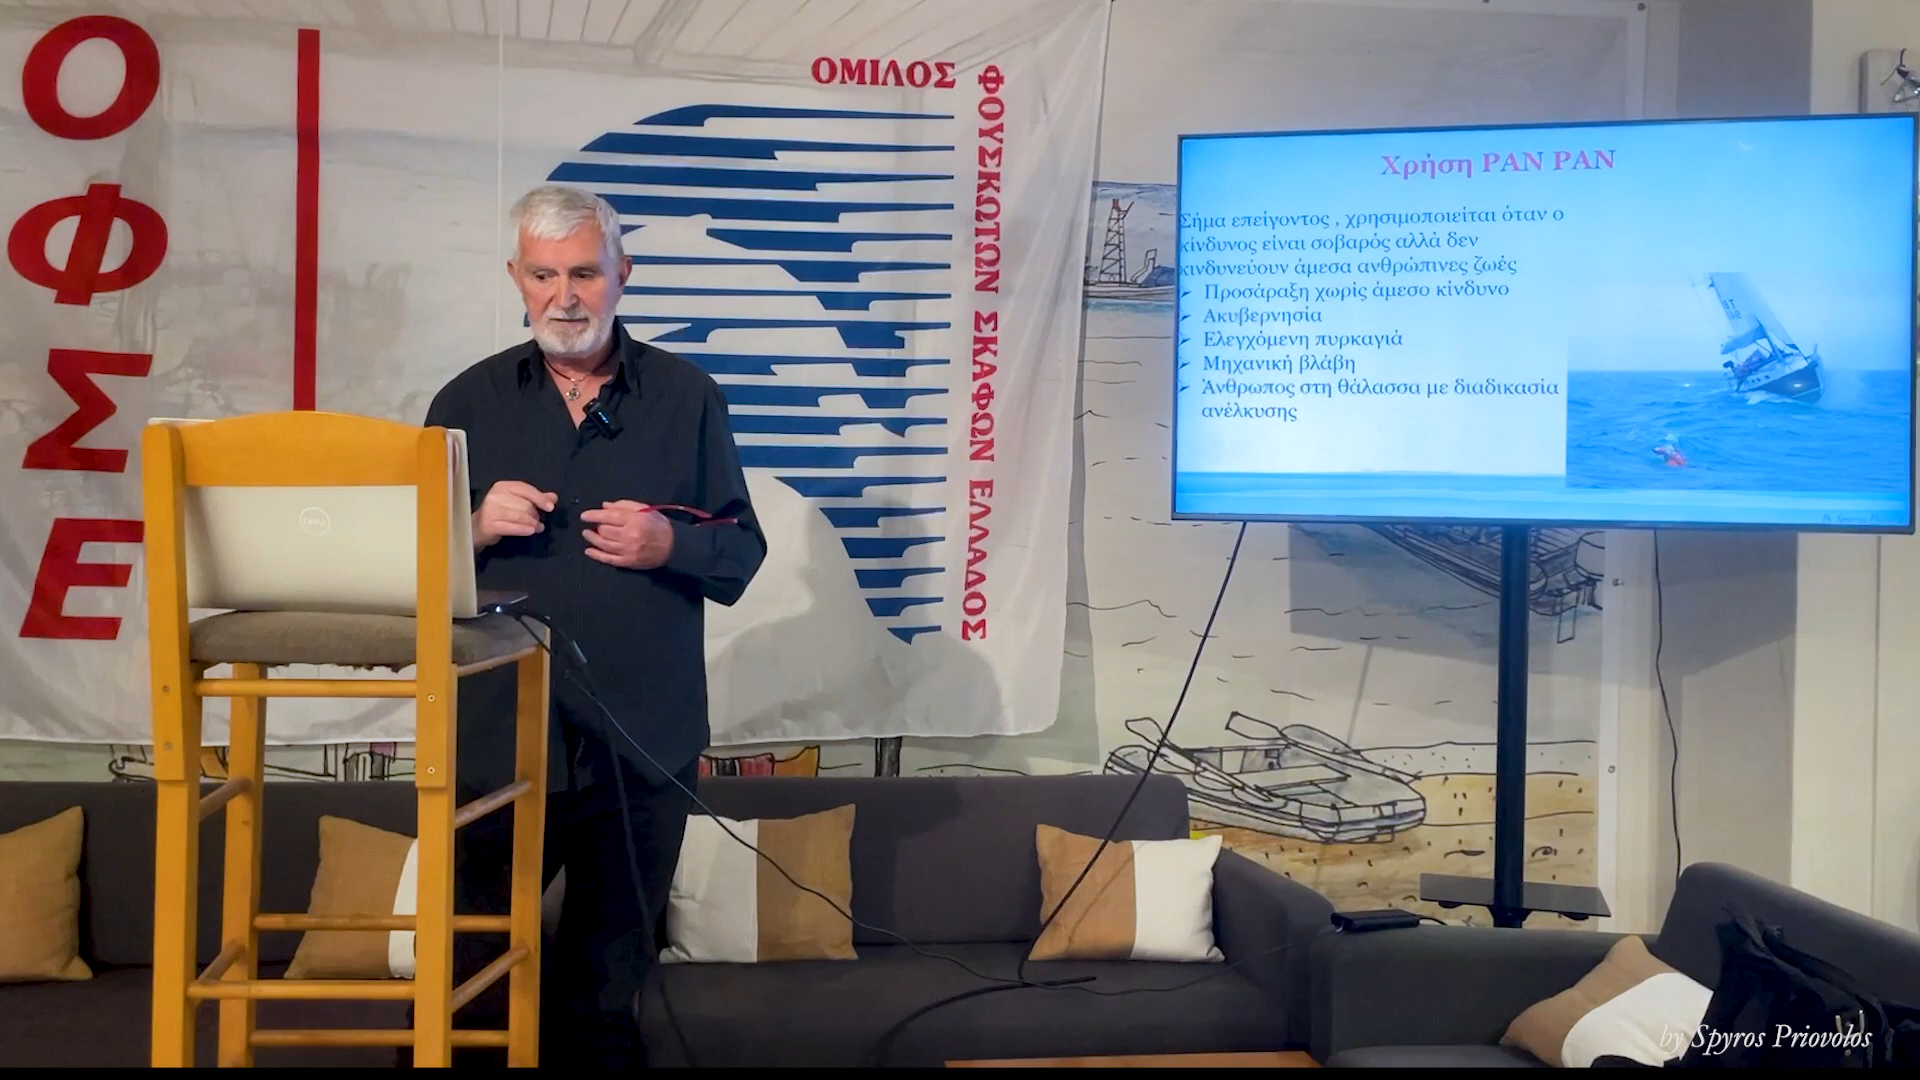 ΟΦΣΕ
ΟΜΙΛΟΣ
ΦΟΥΣΚΩΤΩΝ ΣΚΑΦΩΝ ΕΛΛΑΔΟΣ
Χρήση PAN PAN
Σήμα επείγοντος , χρησιμοποιείται όταν ο
κίνδυνος είναι σοβαρός αλλά δεν
κινδυνεύουν άμεσα ανθρώπινες ζωές
➤ Προσάραξη χωρίς άμεσο κίνδυνο
➤ Ακυβερνησία
➤ Ελεγχόμενη πυρκαγιά
➤ Μηχανική βλάβη
➤ Άνθρωπος στη θάλασσα με διαδικασία
ανέλκυσης
DELL
by Spyros Priovolos